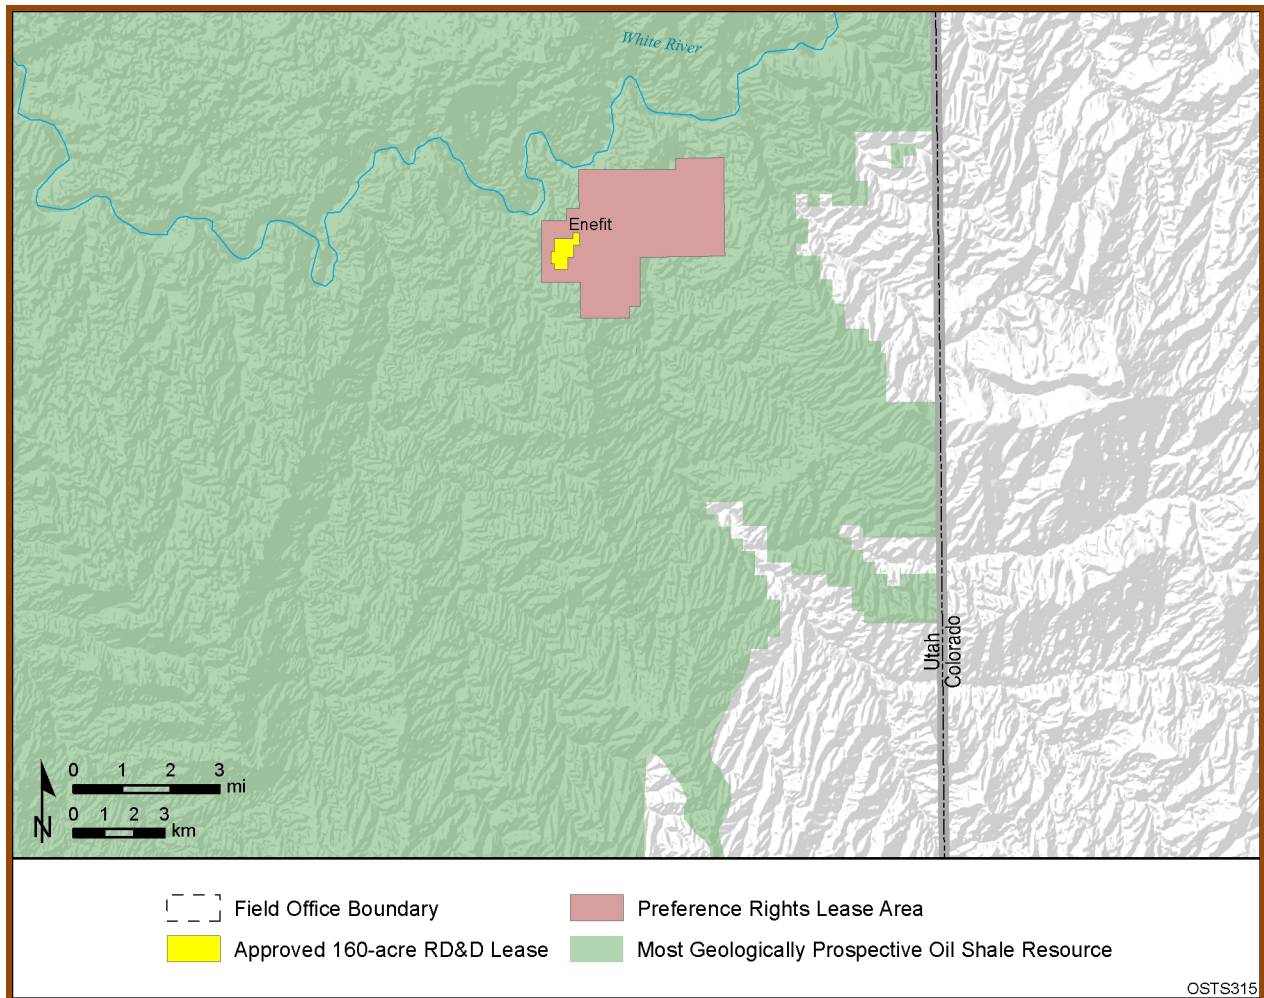 White River
Enefit
Utah
Colorado
0 1 2 3
mi
0 1 2 3
km
N
Field Office Boundary
Preference Rights Lease Area
Approved 160-acre RD&D Lease
Most Geologically Prospective Oil Shale Resource
OSTS315